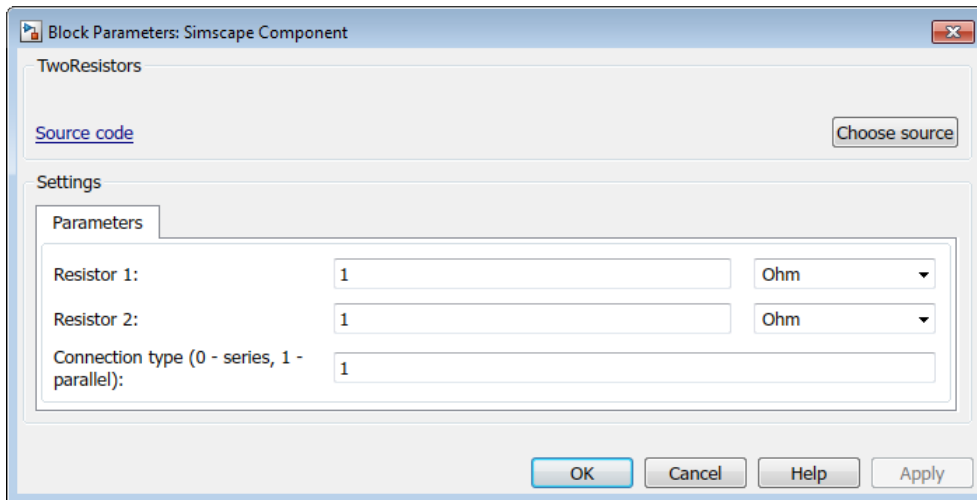 Block Parameters: Simscape Component
TwoResistors
Source code
Choose source
Settings
Parameters
Resistor 1:
1
Ohm
Resistor 2:
1
Ohm
Connection type (0 - series, 1 -
parallel):
1
OK
Cancel
Help
Apply